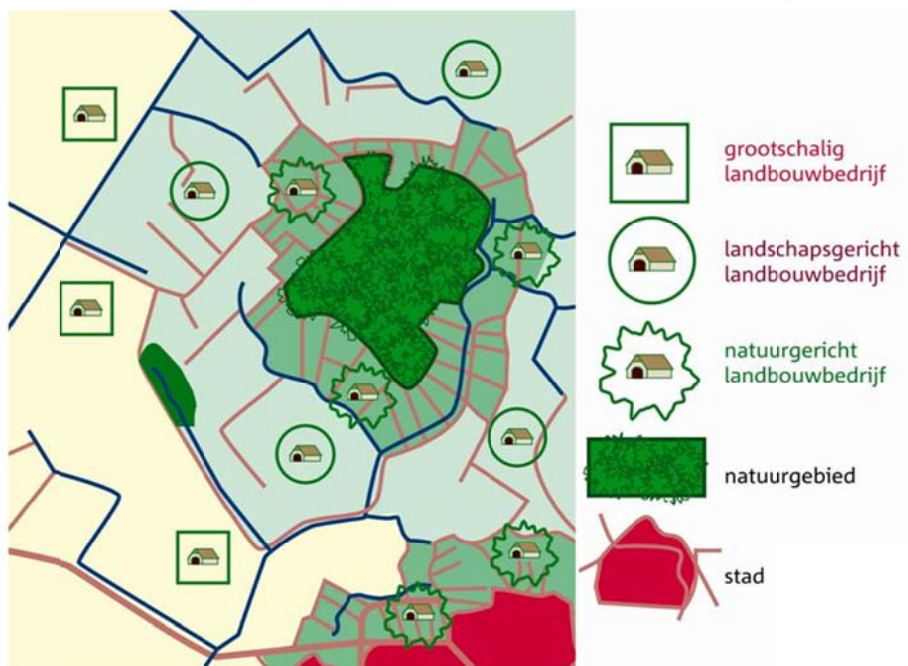 grootschalig
landbouwbedrijf
landschapsgericht
landbouwbedrijf
natuurgericht
landbouwbedrijf
natuurgebied
stad